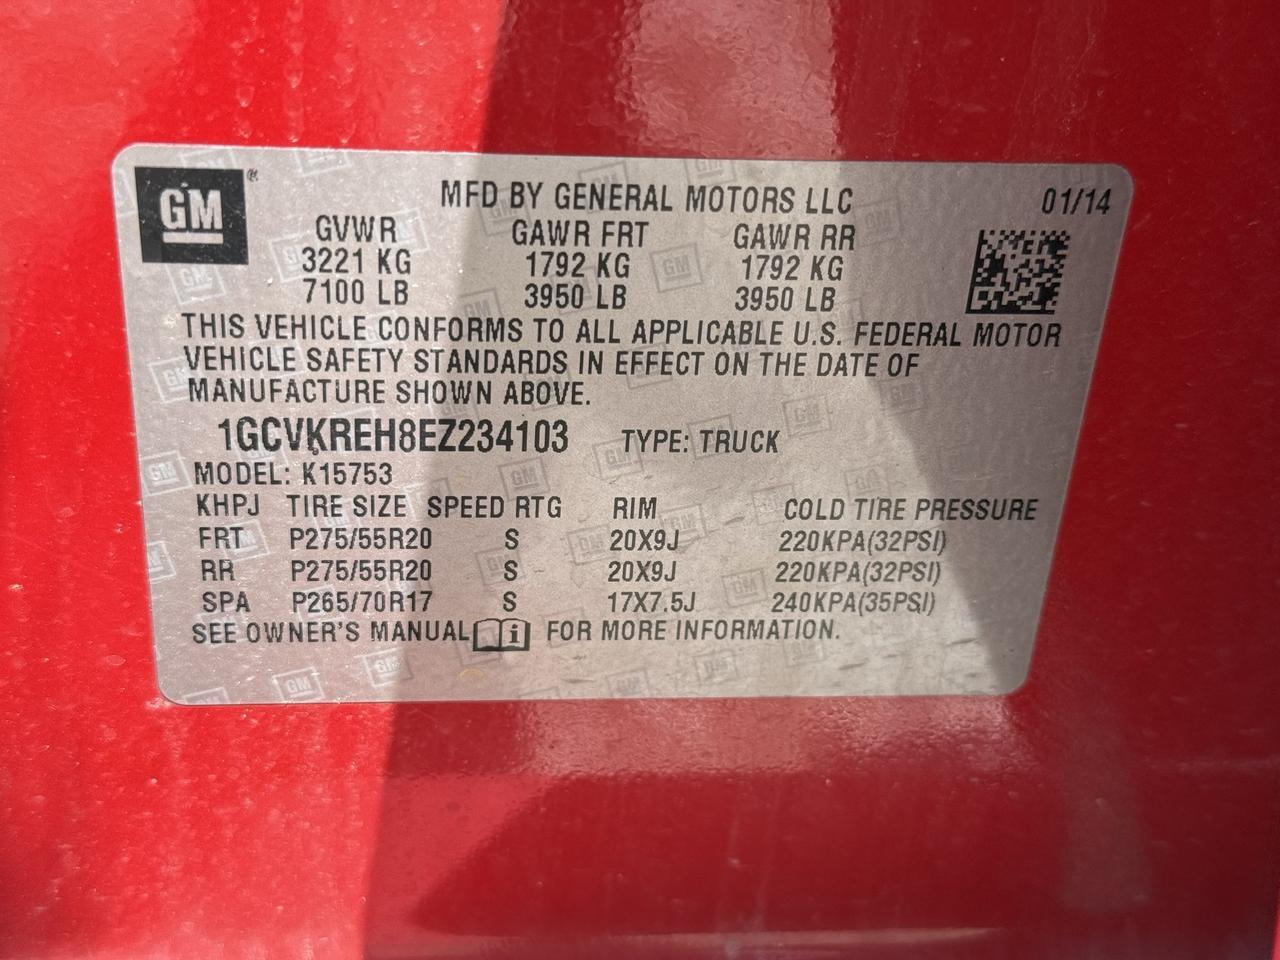 GM® MFD BY GENERAL MOTORS LLC 01/14
GVWR GAWR FRT GAWR RR
3221 KG 1792 KG 1792 KG
7100 LB 3950 LB 3950 LB
THIS VEHICLE CONFORMS TO ALL APPLICABLE U.S. FEDERAL MOTOR
VEHICLE SAFETY STANDARDS IN EFFECT ON THE DATE OF
MANUFACTURE SHOWN ABOVE.
1GCVKREH8EZ234103 TYPE: TRUCK
MODEL: K15753
KHPJ TIRE SIZE SPEED RTG RIM COLD TIRE PRESSURE
FRT P275/55R20 S 20X9J 220KPA(32PSI)
RR P275/55R20 S 20X9J 220KPA(32PSI)
SPA P265/70R17 S 17X7.5J 240KPA(35PSI)
SEE OWNER'S MANUAL i FOR MORE INFORMATION.